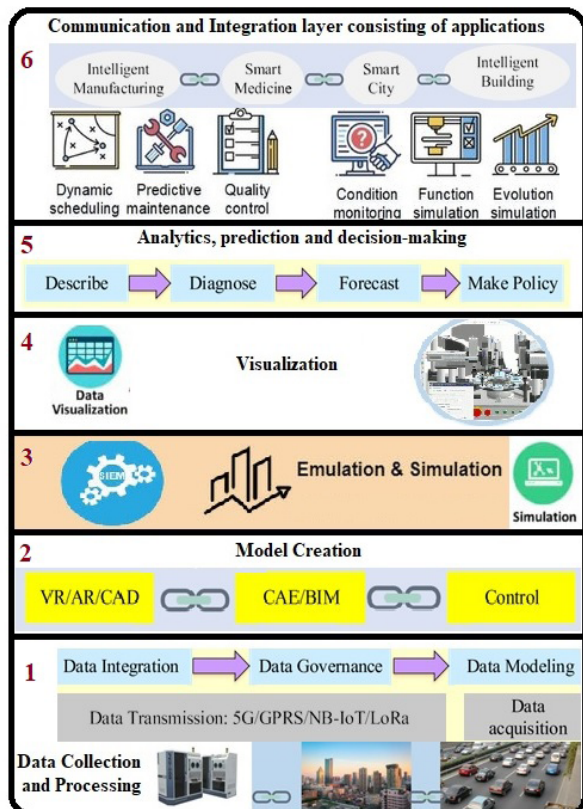 Communication and Integration layer consisting of applications
6
Intelligent
Manufacturing
Smart
Medicine
Smart
City
Intelligent
Building
Dynamic
scheduling
Predictive
maintenance
Quality
control
Condition
monitoring
Function
simulation
Evolution
simulation
5
Analytics, prediction and decision-making
Describe
Diagnose
Forecast
Make Policy
4
Visualization
Data
Visualization
3
SIEM
Emulation & Simulation
Simulation
2
Model Creation
VR/AR/CAD
CAE/BIM
Control
1
Data Integration
Data Governance
Data Modeling
Data Transmission: 5G/GPRS/NB-IoT/LoRa
Data
acquisition
Data Collection
and Processing